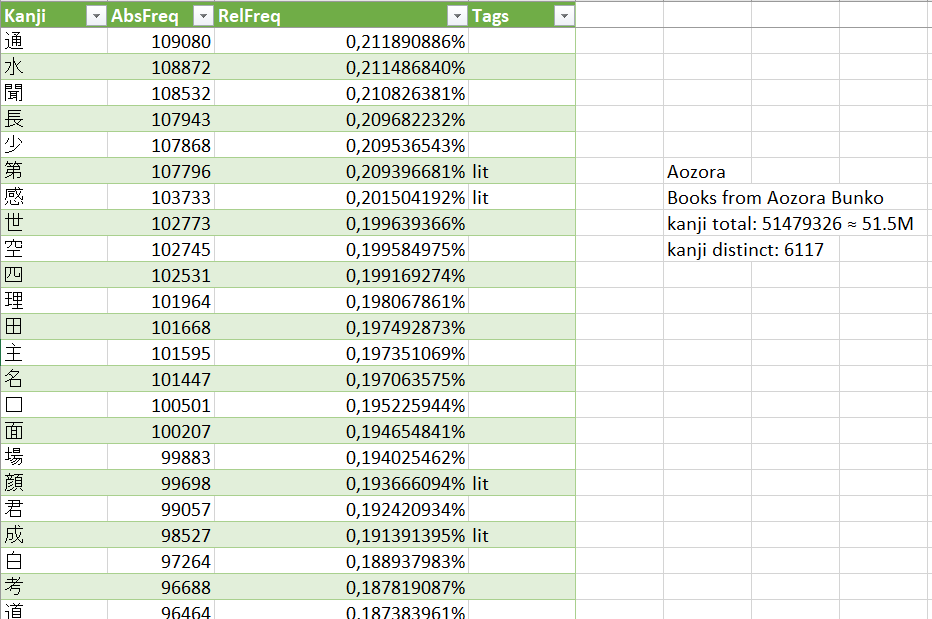 Kanji AbsFreq RelFreq Tags
通 109080 0,211890886%
水 108872 0,211486840%
聞 108532 0,210826381%
長 107943 0,209682232%
少 107868 0,209536543%
第 107796 0,209396681% lit
Aozora
感 103733 0,201504192% lit
Books from Aozora Bunko
世 102773 0,199639366%
kanji total: 51479326 ≈ 51.5M
空 102745 0,199584975%
kanji distinct: 6117
四 102531 0,199169274%
理 101964 0,198067861%
田 101668 0,197492873%
主 101595 0,197351069%
名 101447 0,197063575%
口 100501 0,195225944%
面 100207 0,194654841%
場 99883 0,194025462%
顔 99698 0,193666094% lit
君 99057 0,192420934%
成 98527 0,191391395% lit
白 97264 0,188937983%
考 96688 0,187819087%
道 96464 0,187383961%